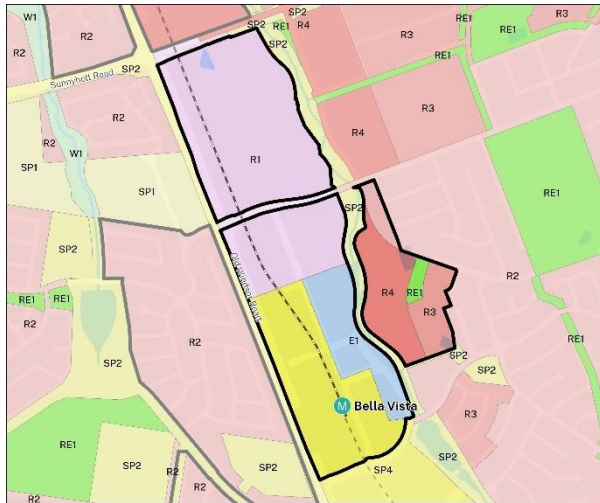 W1
R2
SP2
RE1
SP2
R4
R3
RE1
R3
R2
SP2
Sunnyholt Road
RE1
R2
R2
W1
R1
R4
R3
SP1
SP1
RE1
SP2
SP2
R2
Old Windsor Road
R4
RE1
R3
RE1
RE1
R2
R2
SP2
E1
SP2
RE1
SP2
M Bella Vista
R3
RE1
SP2
R2
SP2
SP4
SP2
R2
R2